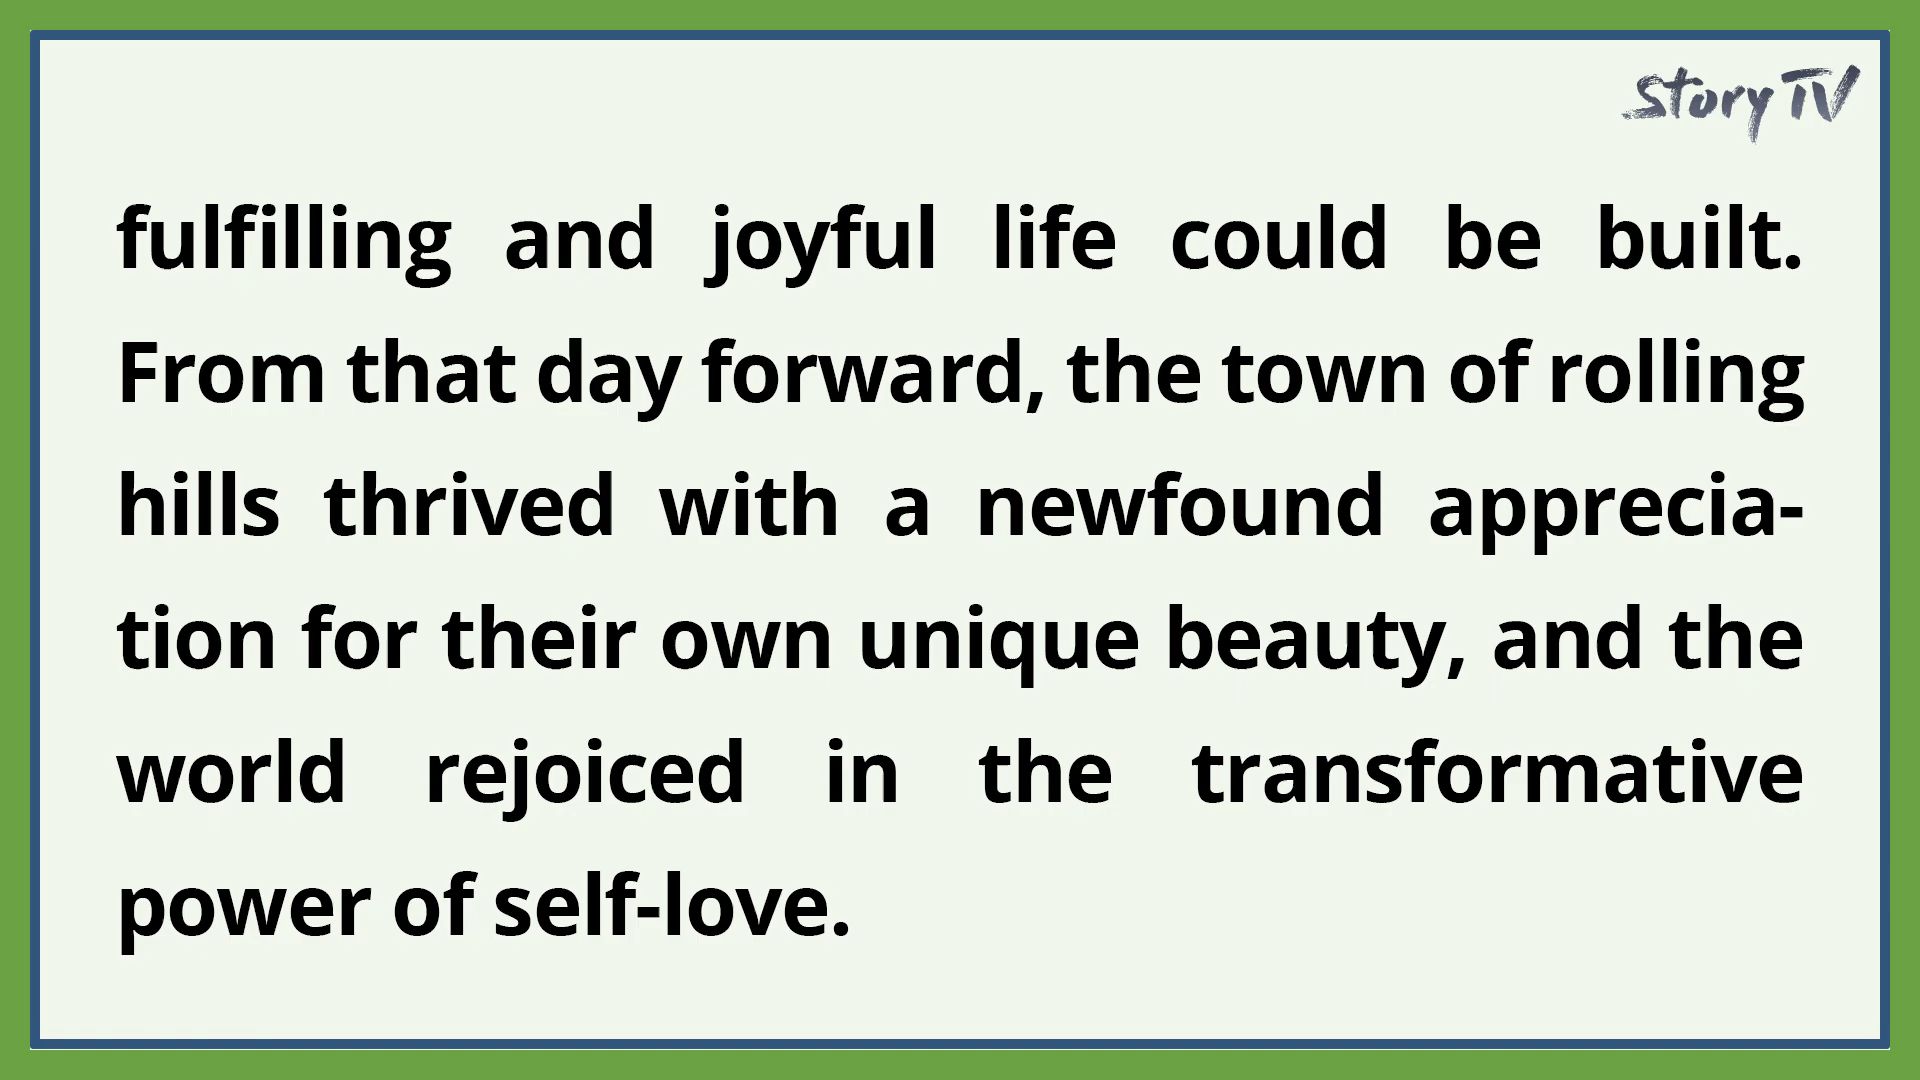 Story TV
fulfilling and joyful life could be built.
From that day forward, the town of rolling
hills thrived with a newfound apprecia-
tion for their own unique beauty, and the
world rejoiced in the transformative
power of self-love.